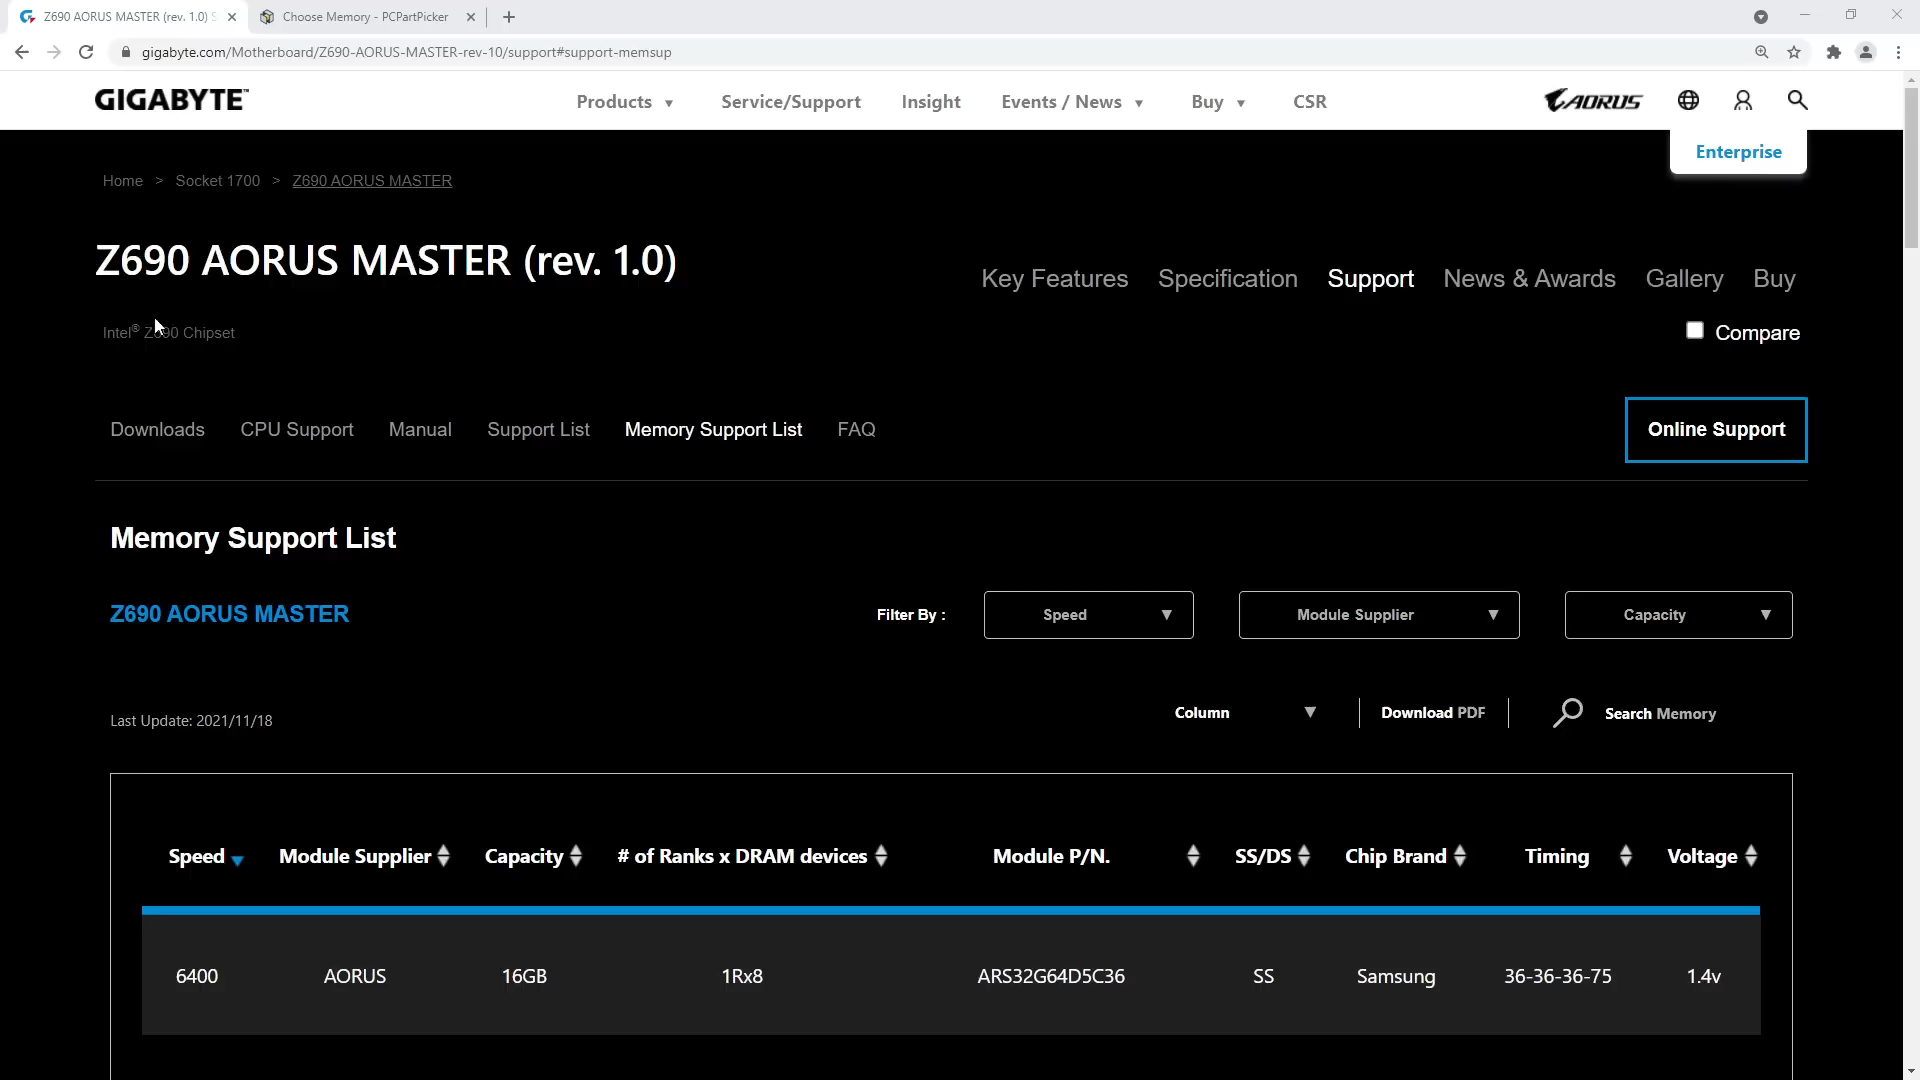 Z690 AORUS MASTER (rev. 1.0) S
Choose Memory - PCPartPicker
gigabyte.com/Motherboard/Z690-AORUS-MASTER-rev-10/support#support-memsup
GIGABYTE™
Products ▼ Service/Support Insight Events / News ▼ Buy ▼ CSR
AORUS
Enterprise
Home > Socket 1700 > Z690 AORUS MASTER
Z690 AORUS MASTER (rev. 1.0)
Key Features Specification Support News & Awards Gallery Buy
Intel® Z690 Chipset
Compare
Downloads CPU Support Manual Support List Memory Support List FAQ
Online Support
Memory Support List
Z690 AORUS MASTER
Filter By : Speed ▼ Module Supplier ▼ Capacity ▼
Last Update: 2021/11/18
Column ▼ Download PDF Search Memory
Speed Module Supplier Capacity # of Ranks x DRAM devices Module P/N. SS/DS Chip Brand Timing Voltage
6400 AORUS 16GB 1Rx8 ARS32G64D5C36 SS Samsung 36-36-36-75 1.4v